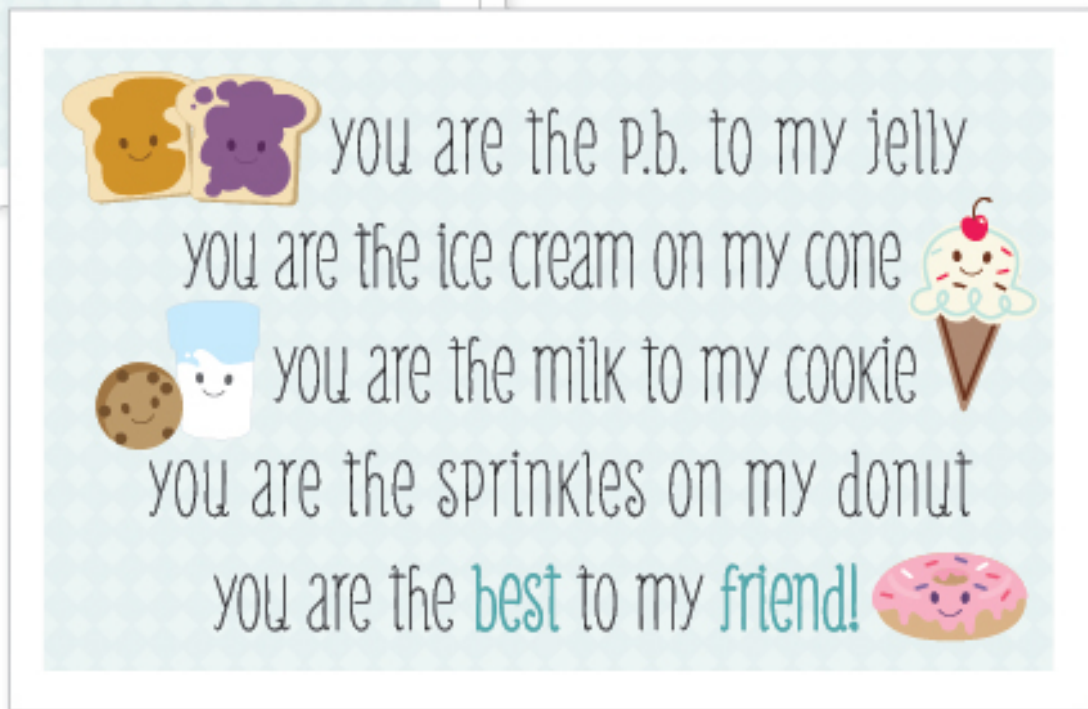 you are the p.b. to my jelly
you are the ice cream on my cone
you are the milk to my cookie
you are the sprinkles on my donut
you are the best to my friend!